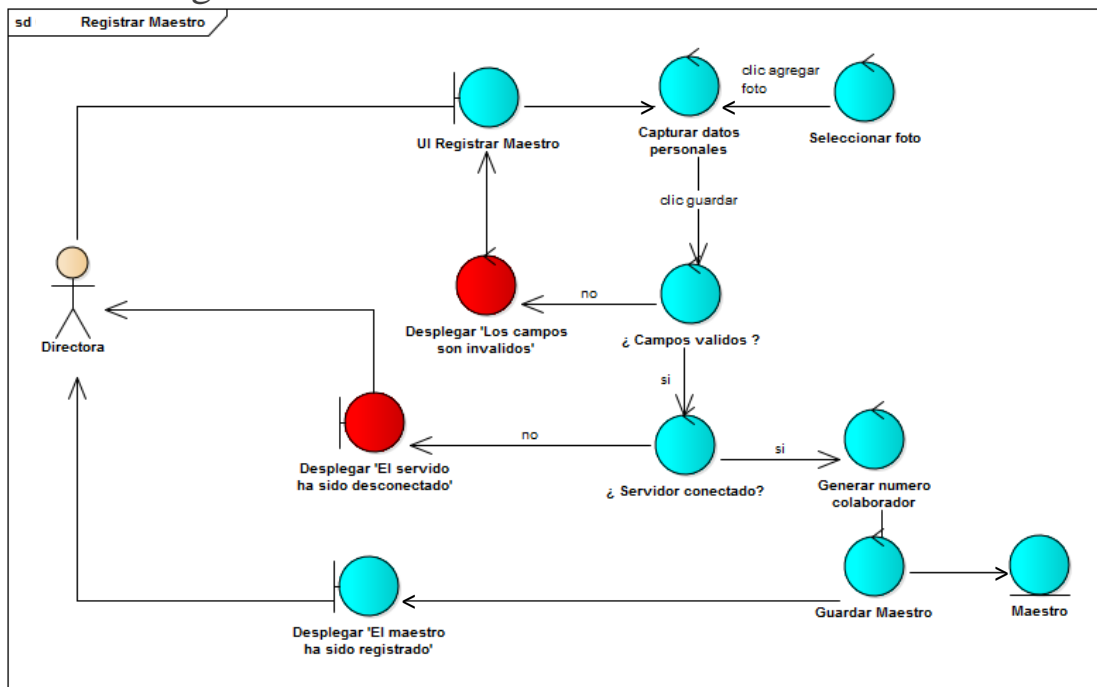 sd Registrar Maestro
clic agregar
foto
UI Registrar Maestro
Capturar datos
personales
Seleccionar foto
clic guardar
Directora
no
Desplegar 'Los campos
son invalidos'
¿ Campos validos ?
si
no
si
Desplegar 'El servido
ha sido desconectado'
¿ Servidor conectado?
Generar numero
colaborador
Desplegar 'El maestro
ha sido registrado'
Guardar Maestro
Maestro